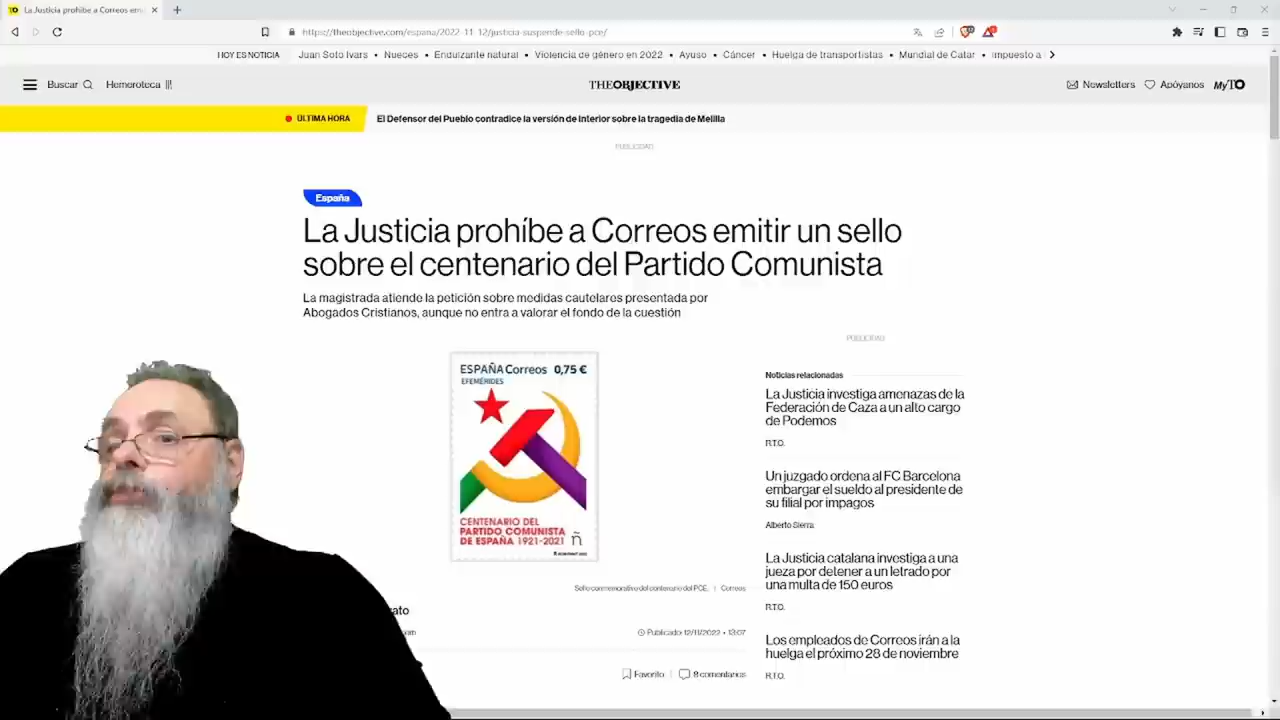 La Justicia prohíbe a Correos emi
https://theobjective.com/espana/2022-11-12/justicia-suspende-sello-pce/
HOY ES NOTICIA Juan Soto Ivars • Nueces • Enduizante natural • Violencia de género en 2022 • Ayuso • Cáncer • Huelga de transportistas • Mundial de Catar • Impuesto a
Buscar Hemeroteca THEOBJECTIVE Newsletters Apóyanos MyTO
ÚLTIMA HORA El Defensor del Pueblo contradice la versión de Interior sobre la tragedia de Melilla
PUBLICIDAD
España
La Justicia prohíbe a Correos emitir un sello
sobre el centenario del Partido Comunista
La magistrada atiende la petición sobre medidas cautelares presentada por
Abogados Cristianos, aunque no entra a valorar el fondo de la cuestión
PUBLICIDAD
ESPAÑA Correos 0,75 €
EFEMÉRIDES
CENTENARIO DEL
PARTIDO COMUNISTA
DE ESPAÑA 1921-2021 ñ
Sello conmemorativo del centenario del PCE. | Correos
ato
om
Publicado: 12/11/2022 • 13:07
Favorito 8 comentarios
Noticias relacionadas
La Justicia investiga amenazas de la
Federación de Caza a un alto cargo
de Podemos
R.T.O.
Un juzgado ordena al FC Barcelona
embargar el sueldo al presidente de
su filial por impagos
Alberto Sierra
La Justicia catalana investiga a una
jueza por detener a un letrado por
una multa de 150 euros
R.T.O.
Los empleados de Correos irán a la
huelga el próximo 28 de noviembre
R.T.O.